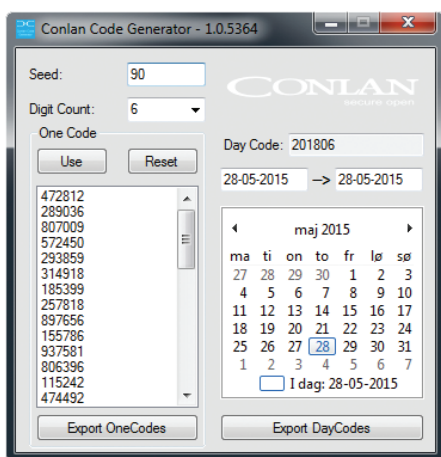 Conlan Code Generator - 1.0.5364
Seed: 90
Digit Count: 6
One Code
Use Reset
472812
289036
807009
572450
293859
314918
185399
257818
897656
155786
937581
806396
115242
474492
Export OneCodes
CONLAN
secure open
Day Code: 201806
28-05-2015 --> 28-05-2015
maj 2015
ma ti on to fr lø sø
27 28 29 30 1 2 3
4 5 6 7 8 9 10
11 12 13 14 15 16 17
18 19 20 21 22 23 24
25 26 27 28 29 30 31
1 2 3 4 5 6 7
I dag: 28-05-2015
Export DayCodes